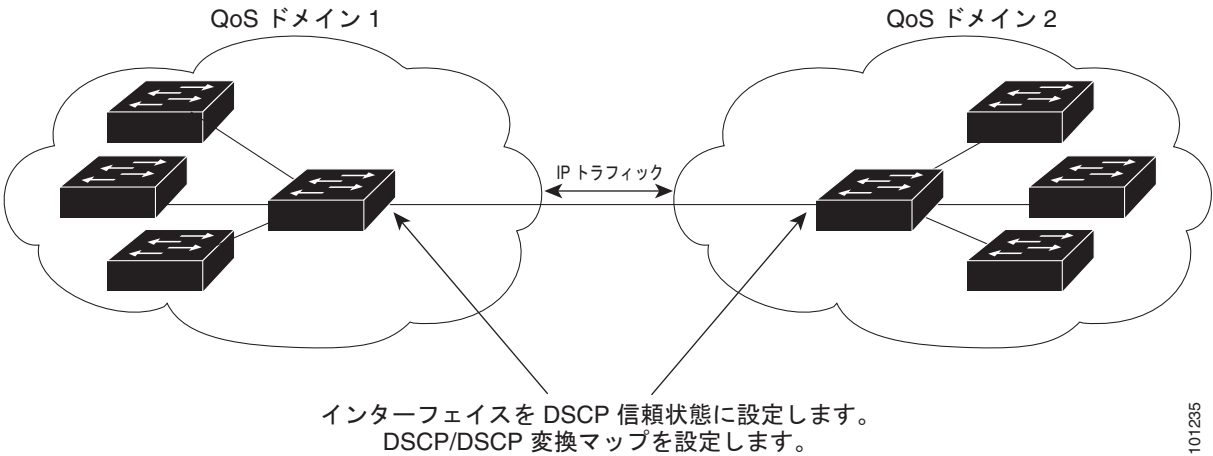 QoS ドメイン 1
QoS ドメイン 2
IP トラフィック
インターフェイスを DSCP 信頼状態に設定します。
DSCP/DSCP 変換マップを設定します。
101235